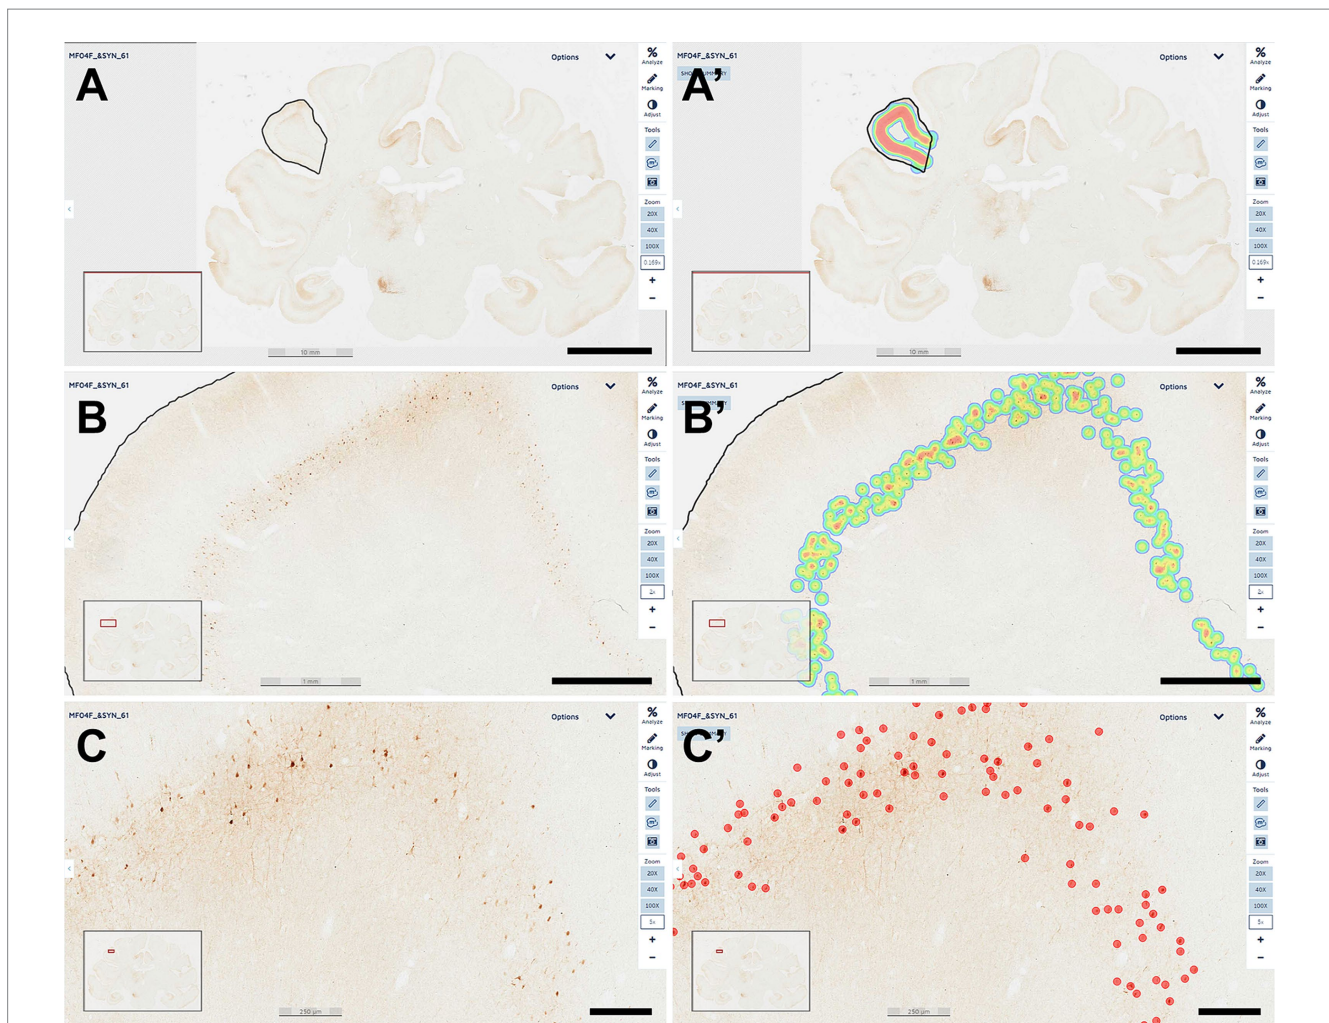 MF04F_&SYN_61
A
Options
%
Analyze
Marking
Adjust
Tools
Zoom
20X
40X
100X
0.169x
+
−
10 mm
MF04F_&SYN_61
A’
Options
%
Analyze
Marking
Adjust
Tools
Zoom
20X
40X
100X
0.169x
+
−
10 mm
MF04F_&SYN_61
B
Options
%
Analyze
Marking
Adjust
Tools
Zoom
20X
40X
100X
2x
+
−
1 mm
MF04F_&SYN_61
B’
Options
%
Analyze
Marking
Adjust
Tools
Zoom
20X
40X
100X
2x
+
−
1 mm
MF04F_&SYN_61
C
Options
%
Analyze
Marking
Adjust
Tools
Zoom
20X
40X
100X
5x
+
−
250 µm
MF04F_&SYN_61
C’
Options
%
Analyze
Marking
Adjust
Tools
Zoom
20X
40X
100X
5x
+
−
250 µm